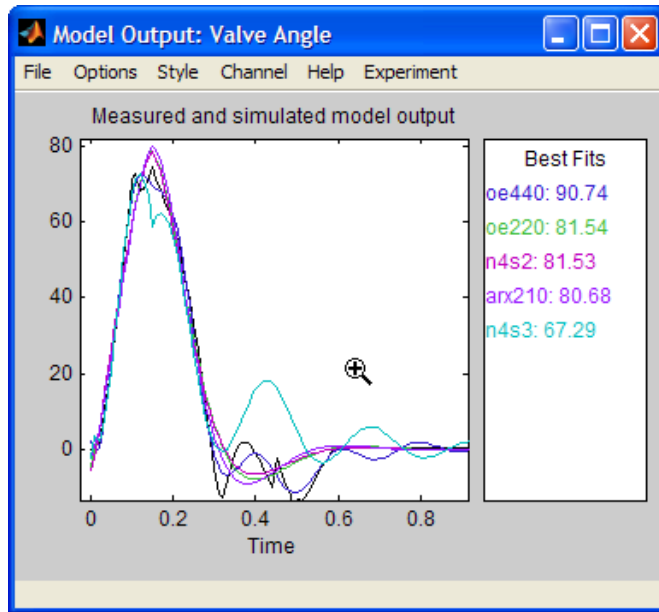 Model Output: Valve Angle
File Options Style Channel Help Experiment
Measured and simulated model output
80
60
40
20
0
0 0.2 0.4 0.6 0.8
Time
Best Fits
oe440: 90.74
oe220: 81.54
n4s2: 81.53
arx210: 80.68
n4s3: 67.29